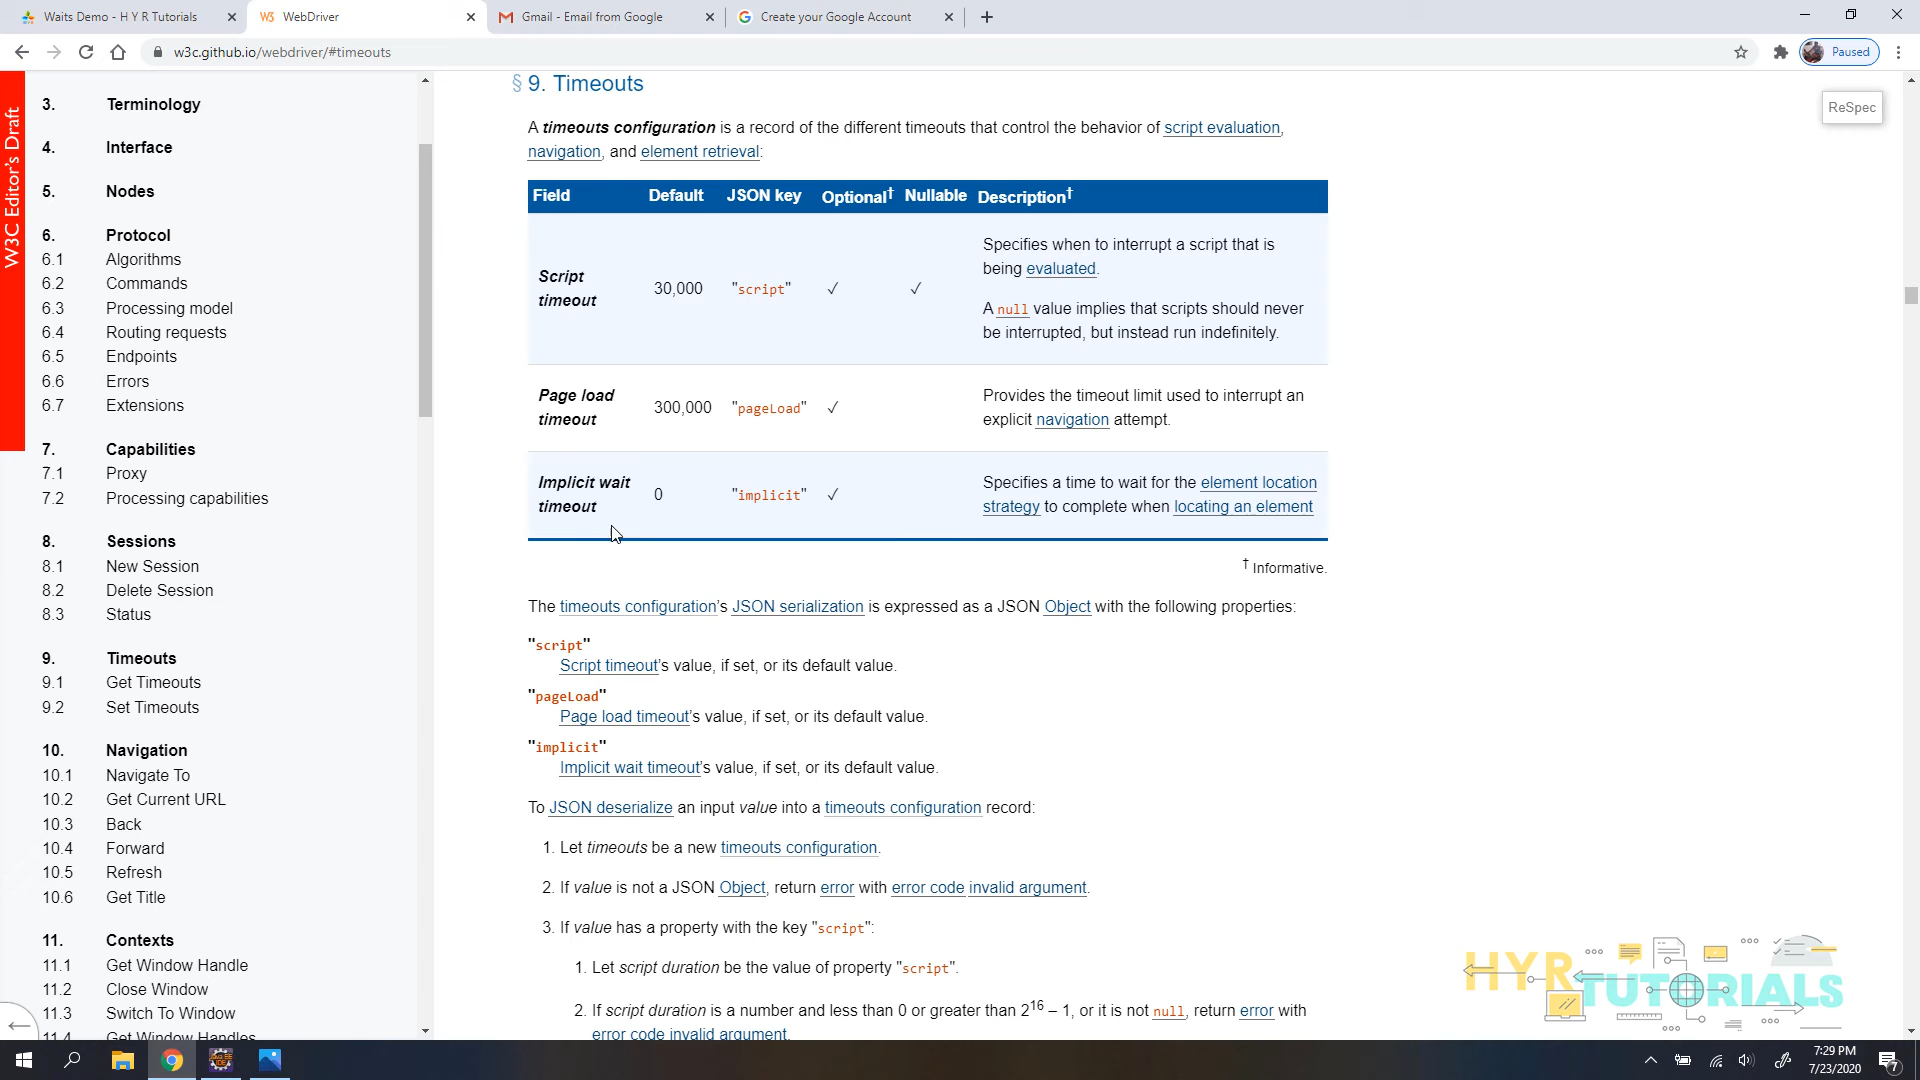 Waits Demo - H Y R Tutorials
WebDriver
Gmail - Email from Google
Create your Google Account
w3c.github.io/webdriver/#timeouts
Paused
W3C Editor's Draft
3. Terminology
4. Interface
5. Nodes
6. Protocol
6.1 Algorithms
6.2 Commands
6.3 Processing model
6.4 Routing requests
6.5 Endpoints
6.6 Errors
6.7 Extensions
7. Capabilities
7.1 Proxy
7.2 Processing capabilities
8. Sessions
8.1 New Session
8.2 Delete Session
8.3 Status
9. Timeouts
9.1 Get Timeouts
9.2 Set Timeouts
10. Navigation
10.1 Navigate To
10.2 Get Current URL
10.3 Back
10.4 Forward
10.5 Refresh
10.6 Get Title
11. Contexts
11.1 Get Window Handle
11.2 Close Window
11.3 Switch To Window
11.4 Get Window Handles
§ 9. Timeouts
ReSpec
A timeouts configuration is a record of the different timeouts that control the behavior of script evaluation,
navigation, and element retrieval:
Field Default JSON key Optional† Nullable Description†
Script timeout 30,000 "script" ✓ ✓ Specifies when to interrupt a script that is
being evaluated.
A null value implies that scripts should never
be interrupted, but instead run indefinitely.
Page load timeout 300,000 "pageLoad" ✓ Provides the timeout limit used to interrupt an
explicit navigation attempt.
Implicit wait timeout 0 "implicit" ✓ Specifies a time to wait for the element location
strategy to complete when locating an element
† Informative.
The timeouts configuration's JSON serialization is expressed as a JSON Object with the following properties:
"script"
Script timeout's value, if set, or its default value.
"pageLoad"
Page load timeout's value, if set, or its default value.
"implicit"
Implicit wait timeout's value, if set, or its default value.
To JSON deserialize an input value into a timeouts configuration record:
1. Let timeouts be a new timeouts configuration.
2. If value is not a JSON Object, return error with error code invalid argument.
3. If value has a property with the key "script":
1. Let script duration be the value of property "script".
2. If script duration is a number and less than 0 or greater than 2¹⁶ – 1, or it is not null, return error with
error code invalid argument.
HYR TUTORIALS
7:29 PM
7/23/2020
7